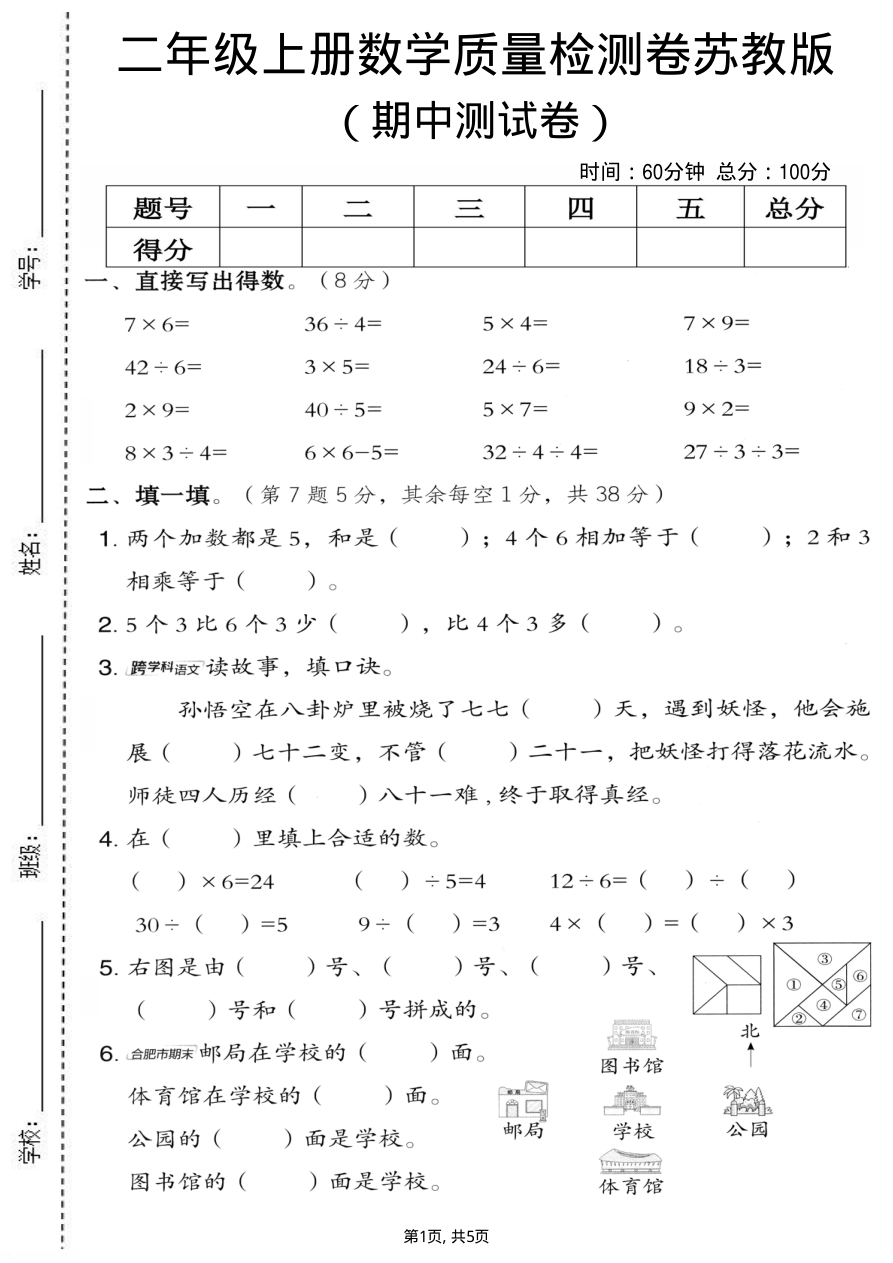 二年级上册数学质量检测卷苏教版
（期中测试卷）
时间：60分钟 总分：100分
题号 一 二 三 四 五 总分
得分
一、直接写出得数。（8分）
7×6= 36÷4= 5×4= 7×9=
42÷6= 3×5= 24÷6= 18÷3=
2×9= 40÷5= 5×7= 9×2=
8×3÷4= 6×6−5= 32÷4÷4= 27÷3÷3=
二、填一填。（第7题5分，其余每空1分，共38分）
1. 两个加数都是5，和是（ ）；4个6相加等于（ ）；2和3
相乘等于（ ）。
2. 5个3比6个3少（ ），比4个3多（ ）。
3. 跨学科语文 读故事，填口诀。
孙悟空在八卦炉里被烧了七七（ ）天，遇到妖怪，他会施
展（ ）七十二变，不管（ ）二十一，把妖怪打得落花流水。
师徒四人历经（ ）八十一难，终于取得真经。
4. 在（ ）里填上合适的数。
（ ）×6=24 （ ）÷5=4 12÷6=（ ）÷（ ）
30÷（ ）=5 9÷（ ）=3 4×（ ）=（ ）×3
5. 右图是由（ ）号、（ ）号、（ ）号、
（ ）号和（ ）号拼成的。
① ② ③ ④ ⑤ ⑥ ⑦
6. 合肥市期末 邮局在学校的（ ）面。
体育馆在学校的（ ）面。
公园的（ ）面是学校。
图书馆的（ ）面是学校。
北
图书馆
邮局
邮局 学校 公园
体育馆
学号：
姓名：
班级：
学校：
第1页, 共5页